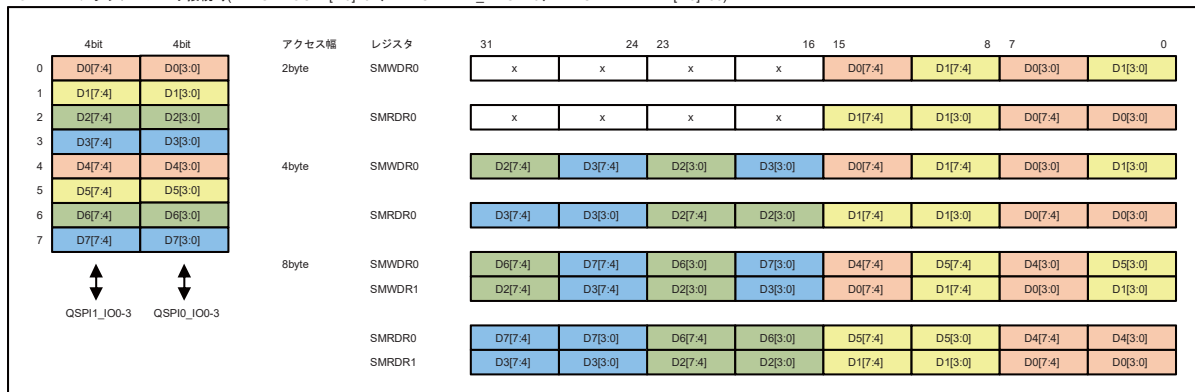 4bit 4bit アクセス幅 レジスタ 31 24 23 16 15 8 7 0
0 D0[7:4] D0[3:0] 2byte SMWDR0 x x x x D0[7:4] D1[7:4] D0[3:0] D1[3:0]
1 D1[7:4] D1[3:0]
2 D2[7:4] D2[3:0] SMRDR0 x x x x D1[7:4] D1[3:0] D0[7:4] D0[3:0]
3 D3[7:4] D3[3:0]
4 D4[7:4] D4[3:0] 4byte SMWDR0 D2[7:4] D3[7:4] D2[3:0] D3[3:0] D0[7:4] D1[7:4] D0[3:0] D1[3:0]
5 D5[7:4] D5[3:0]
6 D6[7:4] D6[3:0] SMRDR0 D3[7:4] D3[3:0] D2[7:4] D2[3:0] D1[7:4] D1[3:0] D0[7:4] D0[3:0]
7 D7[7:4] D7[3:0]
8byte SMWDR0 D6[7:4] D7[7:4] D6[3:0] D7[3:0] D4[7:4] D5[7:4] D4[3:0] D5[3:0]
SMWDR1 D2[7:4] D3[7:4] D2[3:0] D3[3:0] D0[7:4] D1[7:4] D0[3:0] D1[3:0]
QSPI1_IO0-3 QSPI0_IO0-3
SMRDR0 D7[7:4] D7[3:0] D6[7:4] D6[3:0] D5[7:4] D5[3:0] D4[7:4] D4[3:0]
SMRDR1 D3[7:4] D3[3:0] D2[7:4] D2[3:0] D1[7:4] D1[3:0] D0[7:4] D0[3:0]